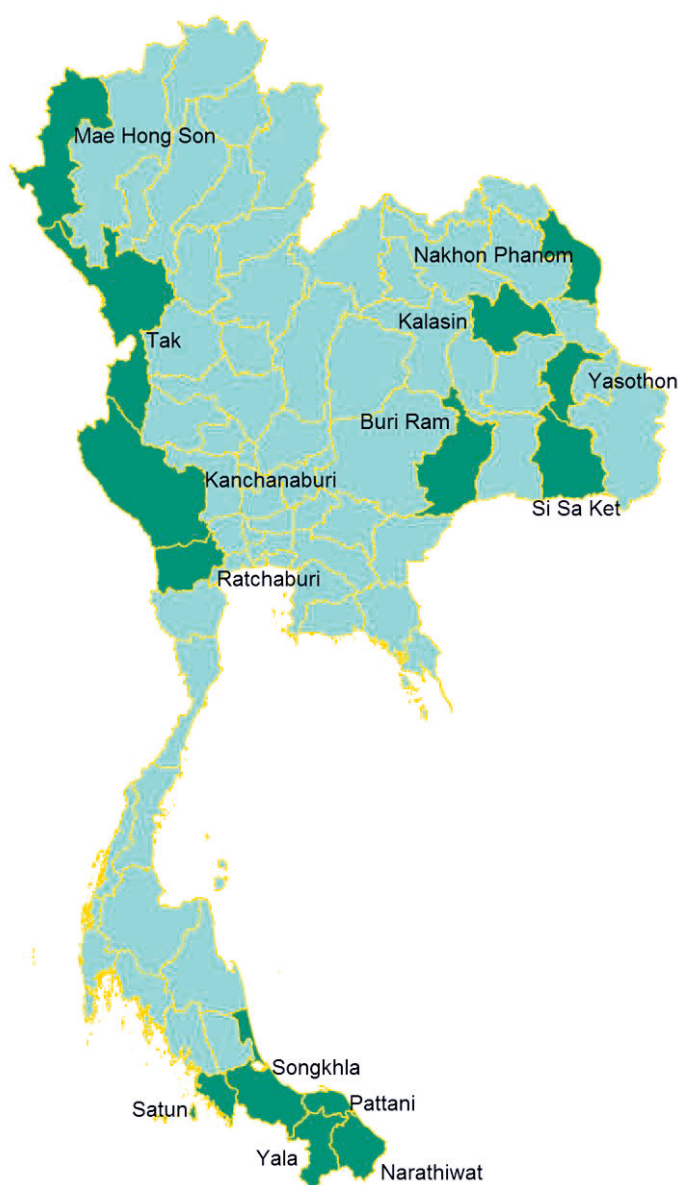 Mae Hong Son
Nakhon Phanom
Kalasin
Tak
Yasothon
Buri Ram
Kanchanaburi
Si Sa Ket
Ratchaburi
Songkhla
Satun
Pattani
Yala
Narathiwat